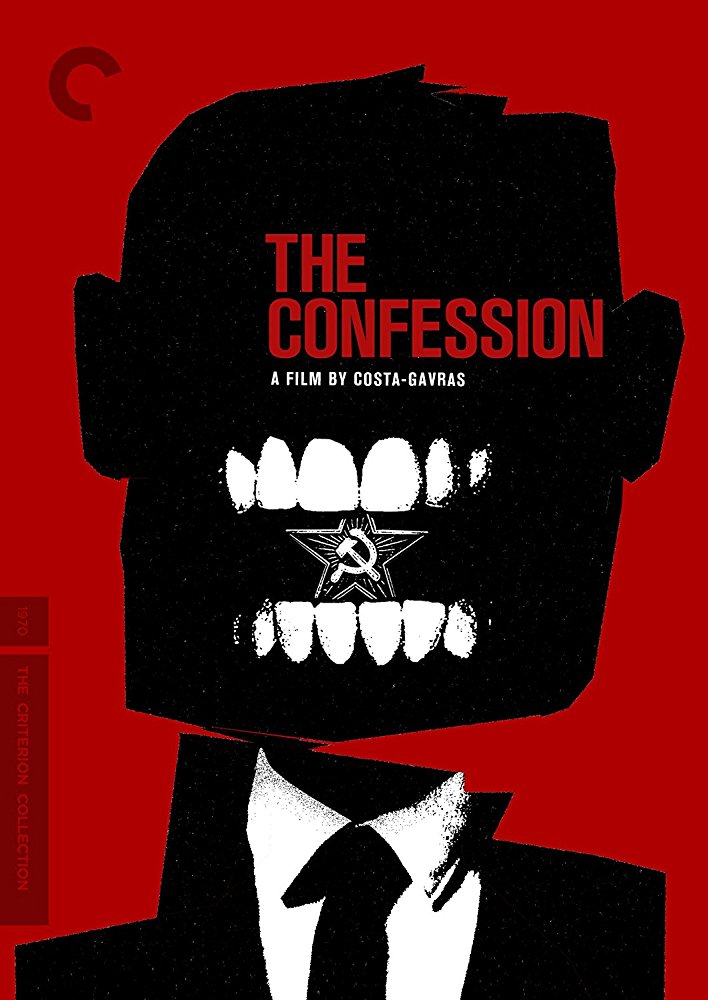 THE
CONFESSION
A FILM BY COSTA-GAVRAS
1970
THE CRITERION COLLECTION